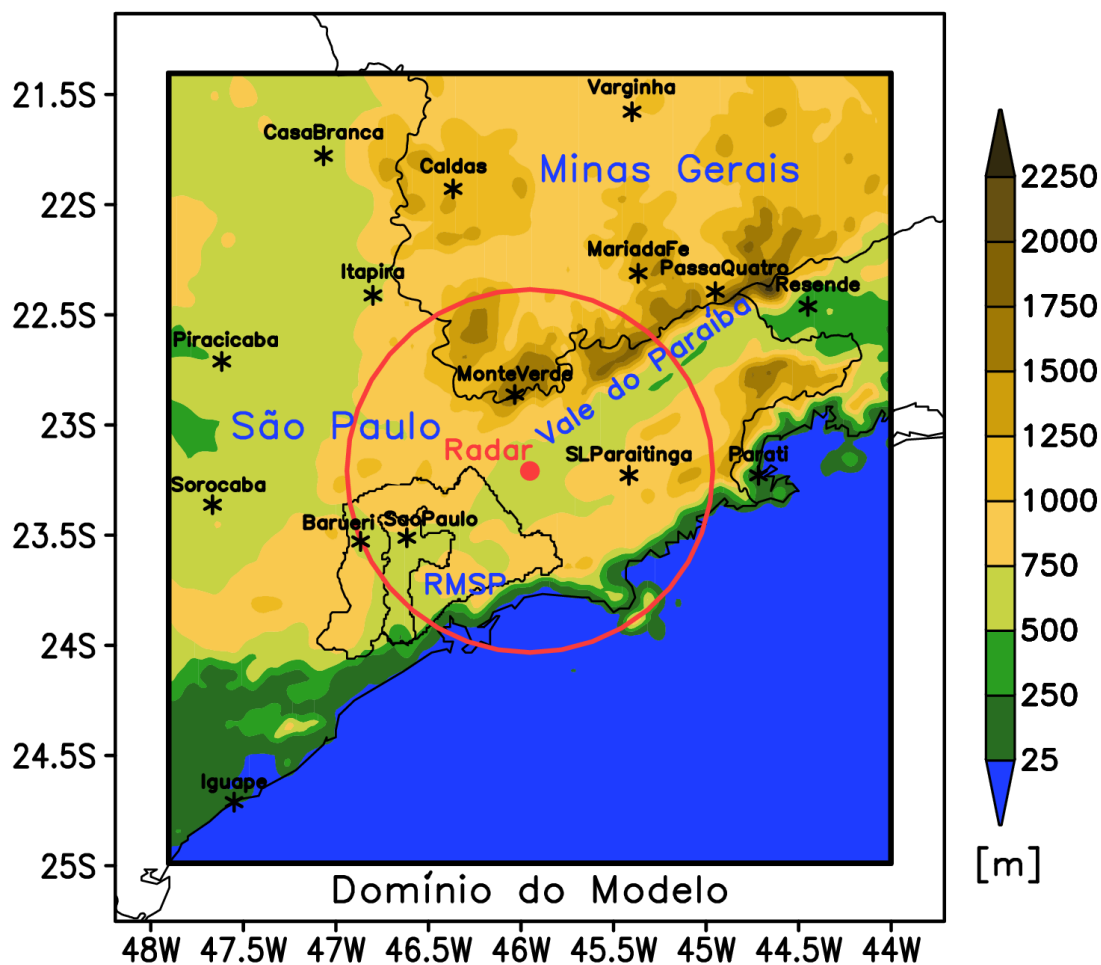 21.5S
22S
22.5S
23S
23.5S
24S
24.5S
25S
Varginha
CasaBranca
Caldas
Minas Gerais
MariadaFe
PassaQuatro
Itapira
Resende
Piracicaba
Vale do Paraíba
MonteVerde
São Paulo
Radar
SLParaitinga
Parati
Sorocaba
Barueri
SaoPaulo
RMSP
Iguape
Domínio do Modelo
48W
47.5W
47W
46.5W
46W
45.5W
45W
44.5W
44W
2250
2000
1750
1500
1250
1000
750
500
250
25
[m]